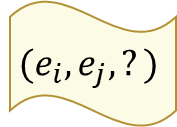 (e_i, e_j, ?)